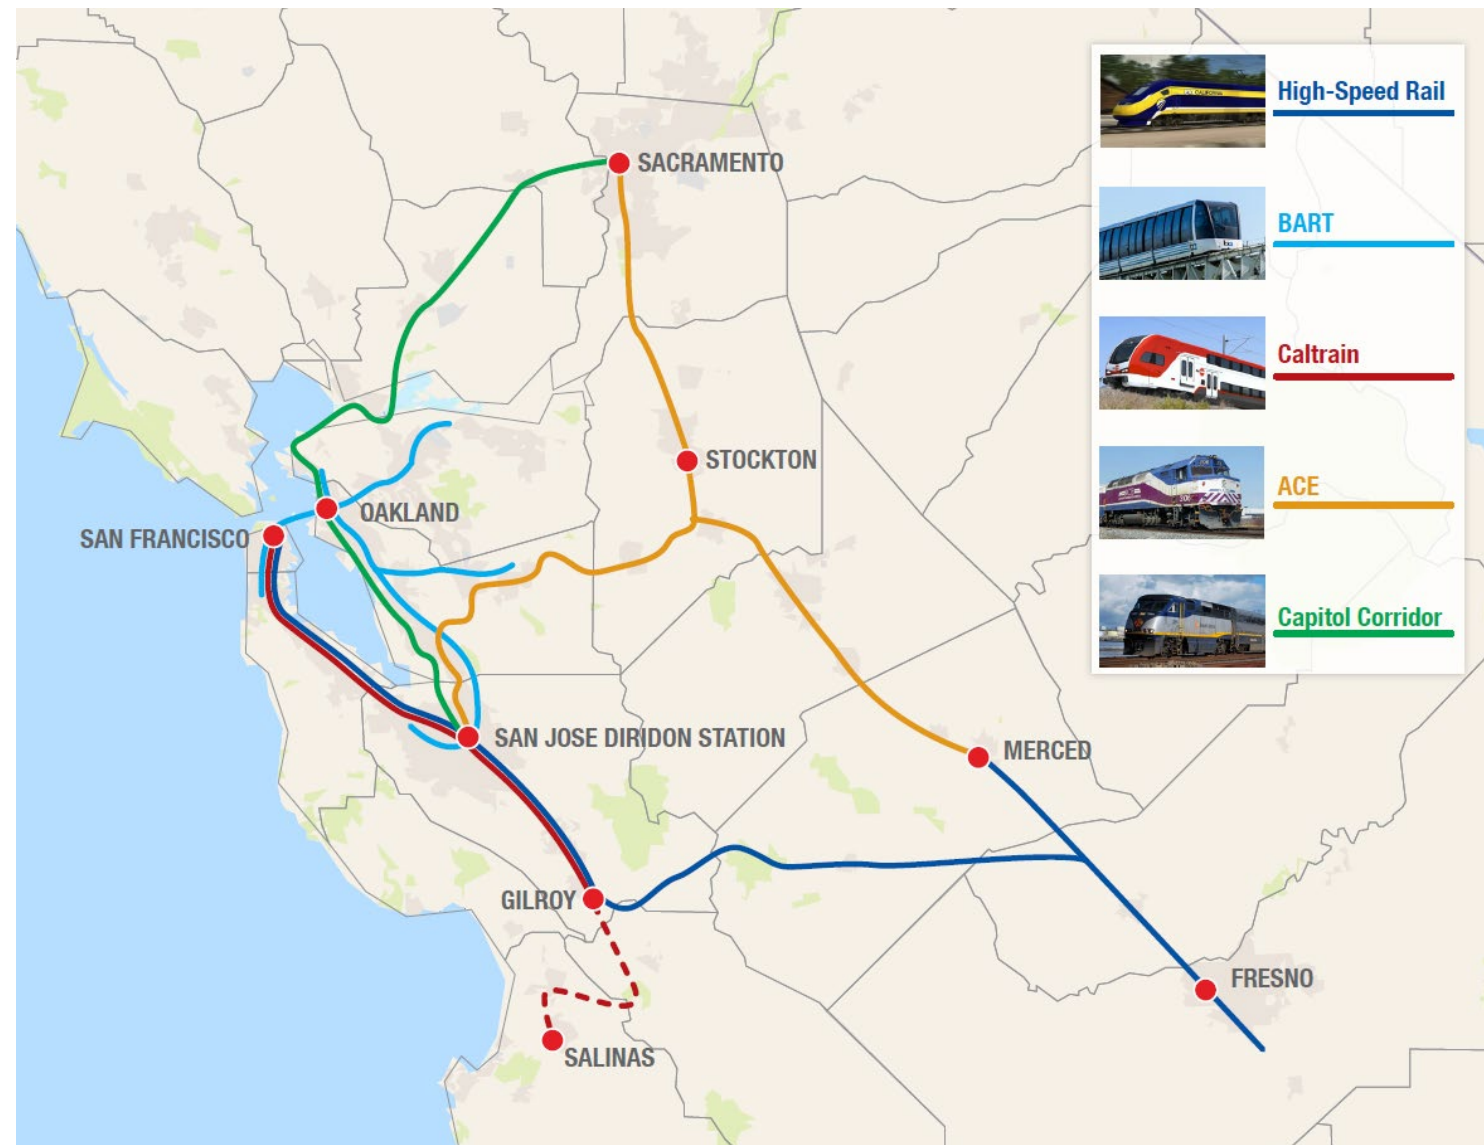 SACRAMENTO
STOCKTON
OAKLAND
SAN FRANCISCO
SAN JOSE DIRIDON STATION
MERCED
GILROY
FRESNO
SALINAS
High-Speed Rail
BART
Caltrain
ACE
Capitol Corridor